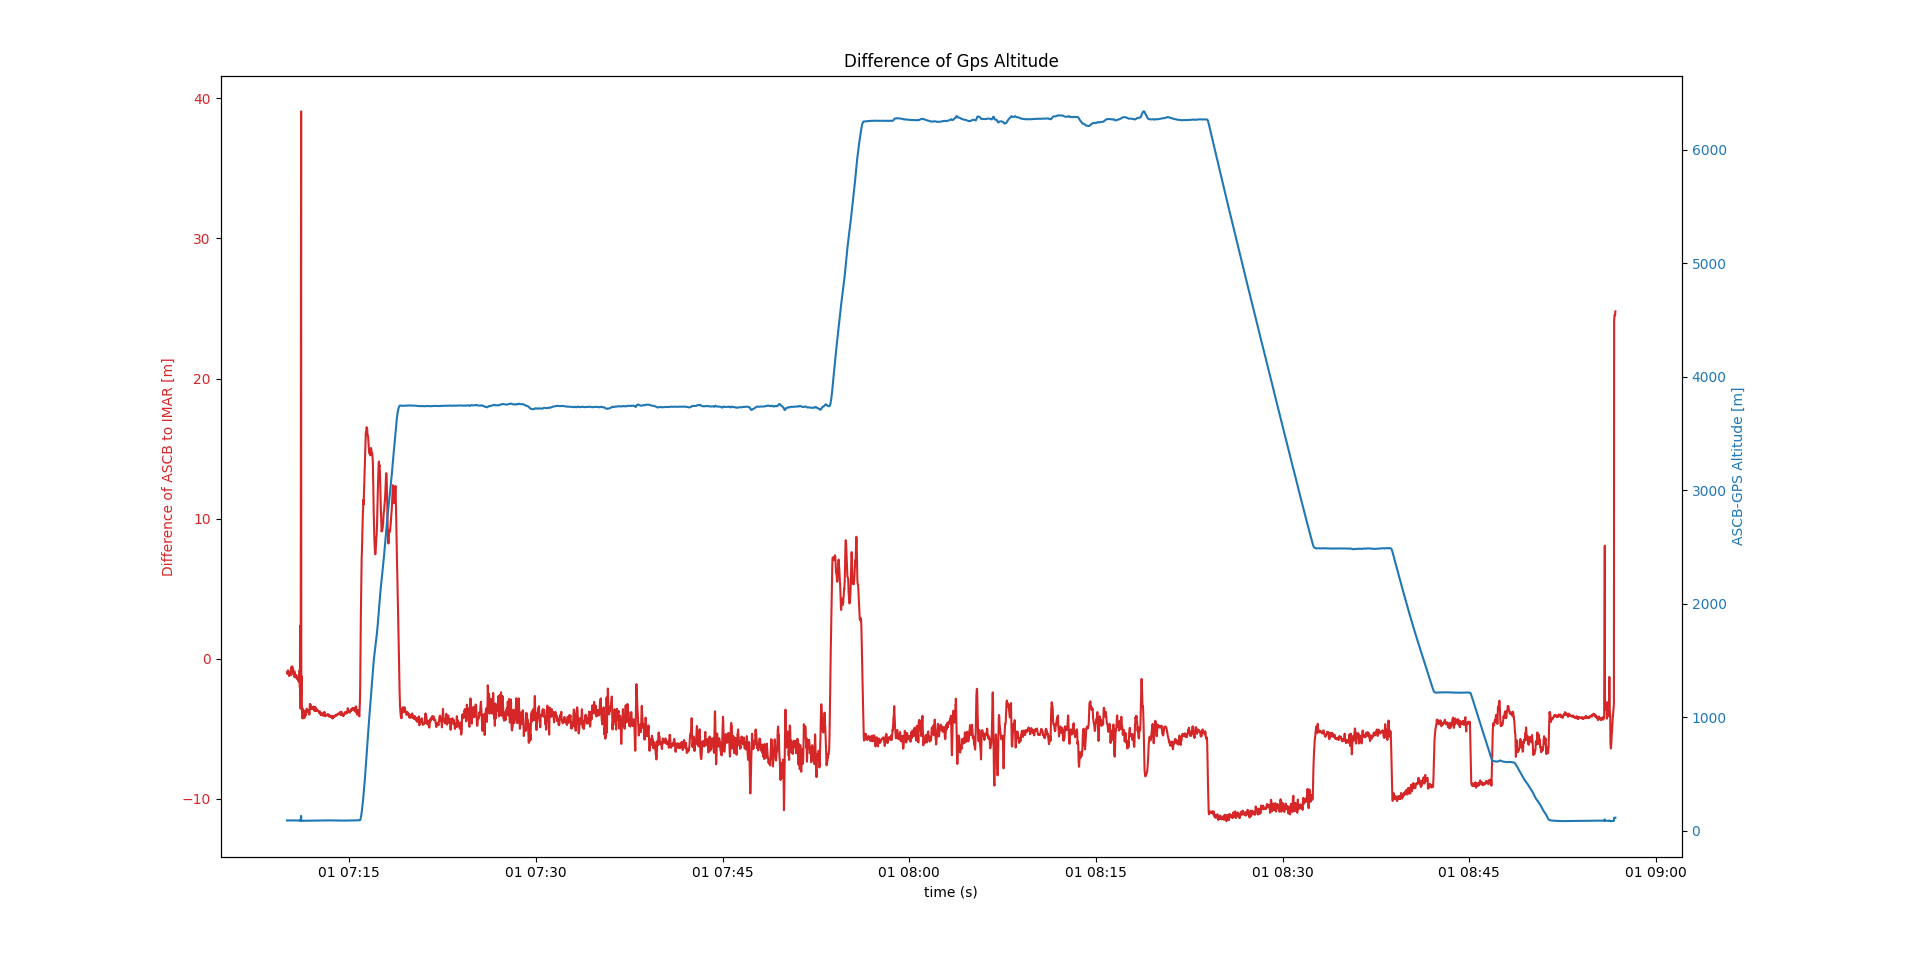 Difference of Gps Altitude
40
30
20
10
0
−10
Difference of ASCB to IMAR [m]
6000
5000
4000
3000
2000
1000
0
ASCB-GPS Altitude [m]
01 07:15 01 07:30 01 07:45 01 08:00 01 08:15 01 08:30 01 08:45 01 09:00
time (s)